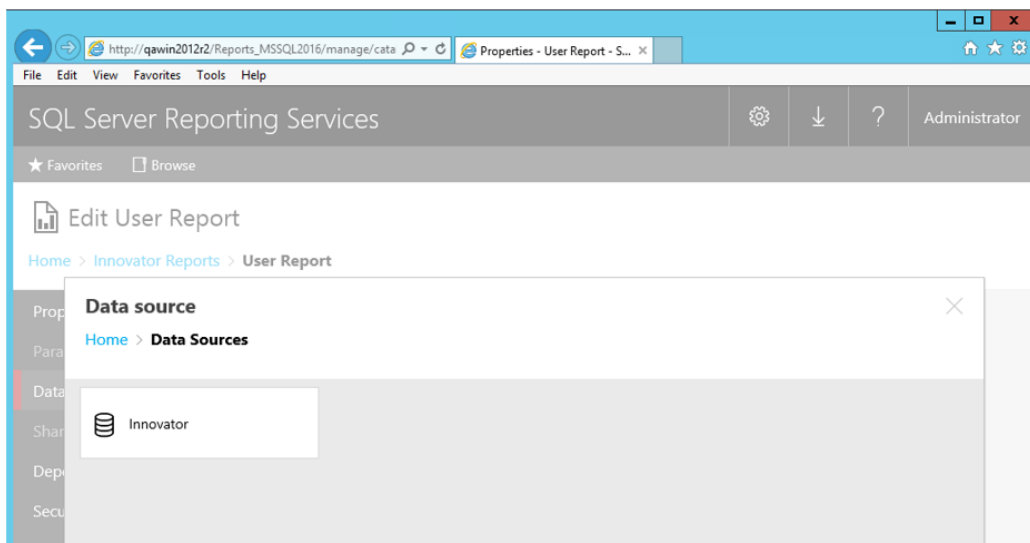 http://qawin2012r2/Reports_MSSQL2016/manage/cata
Properties - User Report - S...
File Edit View Favorites Tools Help
SQL Server Reporting Services
?
Administrator
Favorites Browse
Edit User Report
Home > Innovator Reports > User Report
Prop
Para
Data
Shar
Depe
Secu
Data source
Home > Data Sources
Innovator